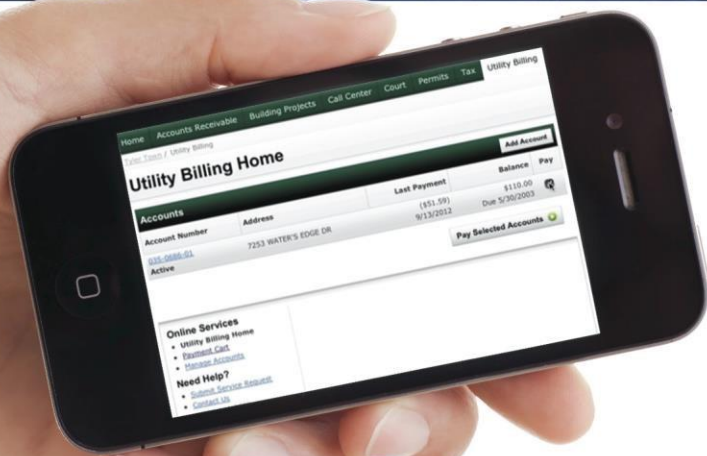 Home Accounts Receivable Building Projects Call Center Court Permits Tax Utility Billing
Tyler Town / Utility Billing
Utility Billing Home
Add Account
Accounts
Account Number Address Last Payment Balance Pay
035-0686-01 7253 WATER'S EDGE DR ($51.59) $110.00
Active 9/13/2012 Due 5/30/2003
Pay Selected Accounts
Online Services
• Utility Billing Home
• Payment Cart
• Manage Accounts
Need Help?
• Submit Service Request
• Contact Us